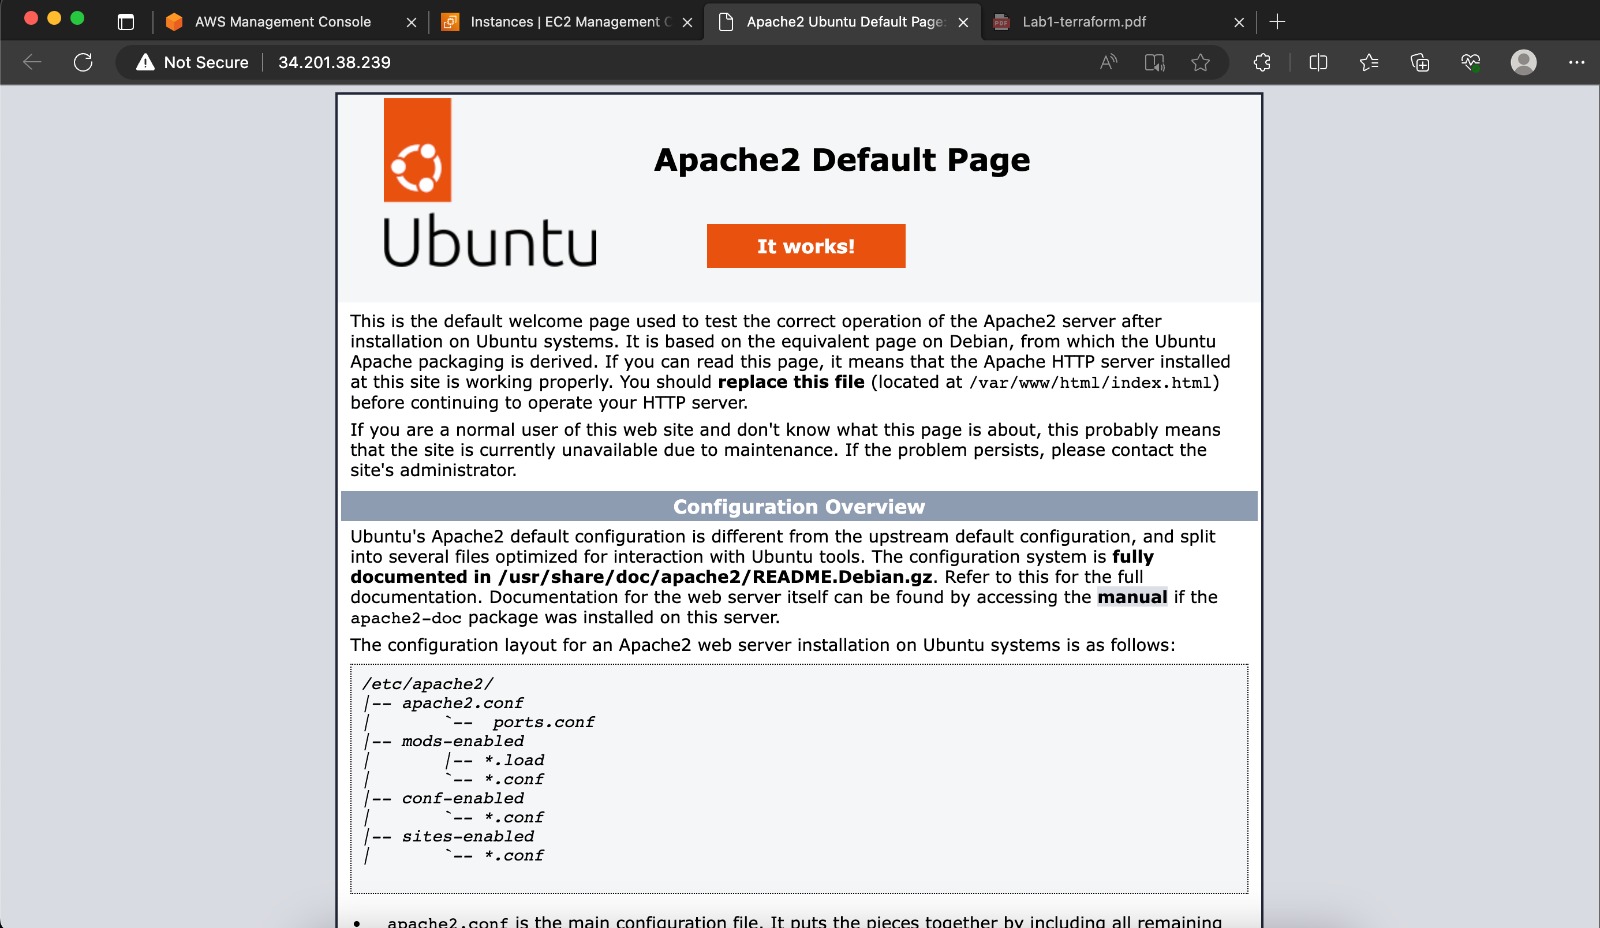 AWS Management Console
Instances | EC2 Management C
Apache2 Ubuntu Default Page:
PDF
Lab1-terraform.pdf
Not Secure
34.201.38.239
Apache2 Default Page
Ubuntu
It works!
This is the default welcome page used to test the correct operation of the Apache2 server after
installation on Ubuntu systems. It is based on the equivalent page on Debian, from which the Ubuntu
Apache packaging is derived. If you can read this page, it means that the Apache HTTP server installed
at this site is working properly. You should replace this file (located at /var/www/html/index.html)
before continuing to operate your HTTP server.
If you are a normal user of this web site and don't know what this page is about, this probably means
that the site is currently unavailable due to maintenance. If the problem persists, please contact the
site's administrator.
Configuration Overview
Ubuntu's Apache2 default configuration is different from the upstream default configuration, and split
into several files optimized for interaction with Ubuntu tools. The configuration system is fully
documented in /usr/share/doc/apache2/README.Debian.gz. Refer to this for the full
documentation. Documentation for the web server itself can be found by accessing the manual if the
apache2-doc package was installed on this server.
The configuration layout for an Apache2 web server installation on Ubuntu systems is as follows:
/etc/apache2/
|-- apache2.conf
|       `--  ports.conf
|-- mods-enabled
|       |-- *.load
|       `-- *.conf
|-- conf-enabled
|       `-- *.conf
|-- sites-enabled
|       `-- *.conf
• apache2.conf is the main configuration file. It puts the pieces together by including all remaining